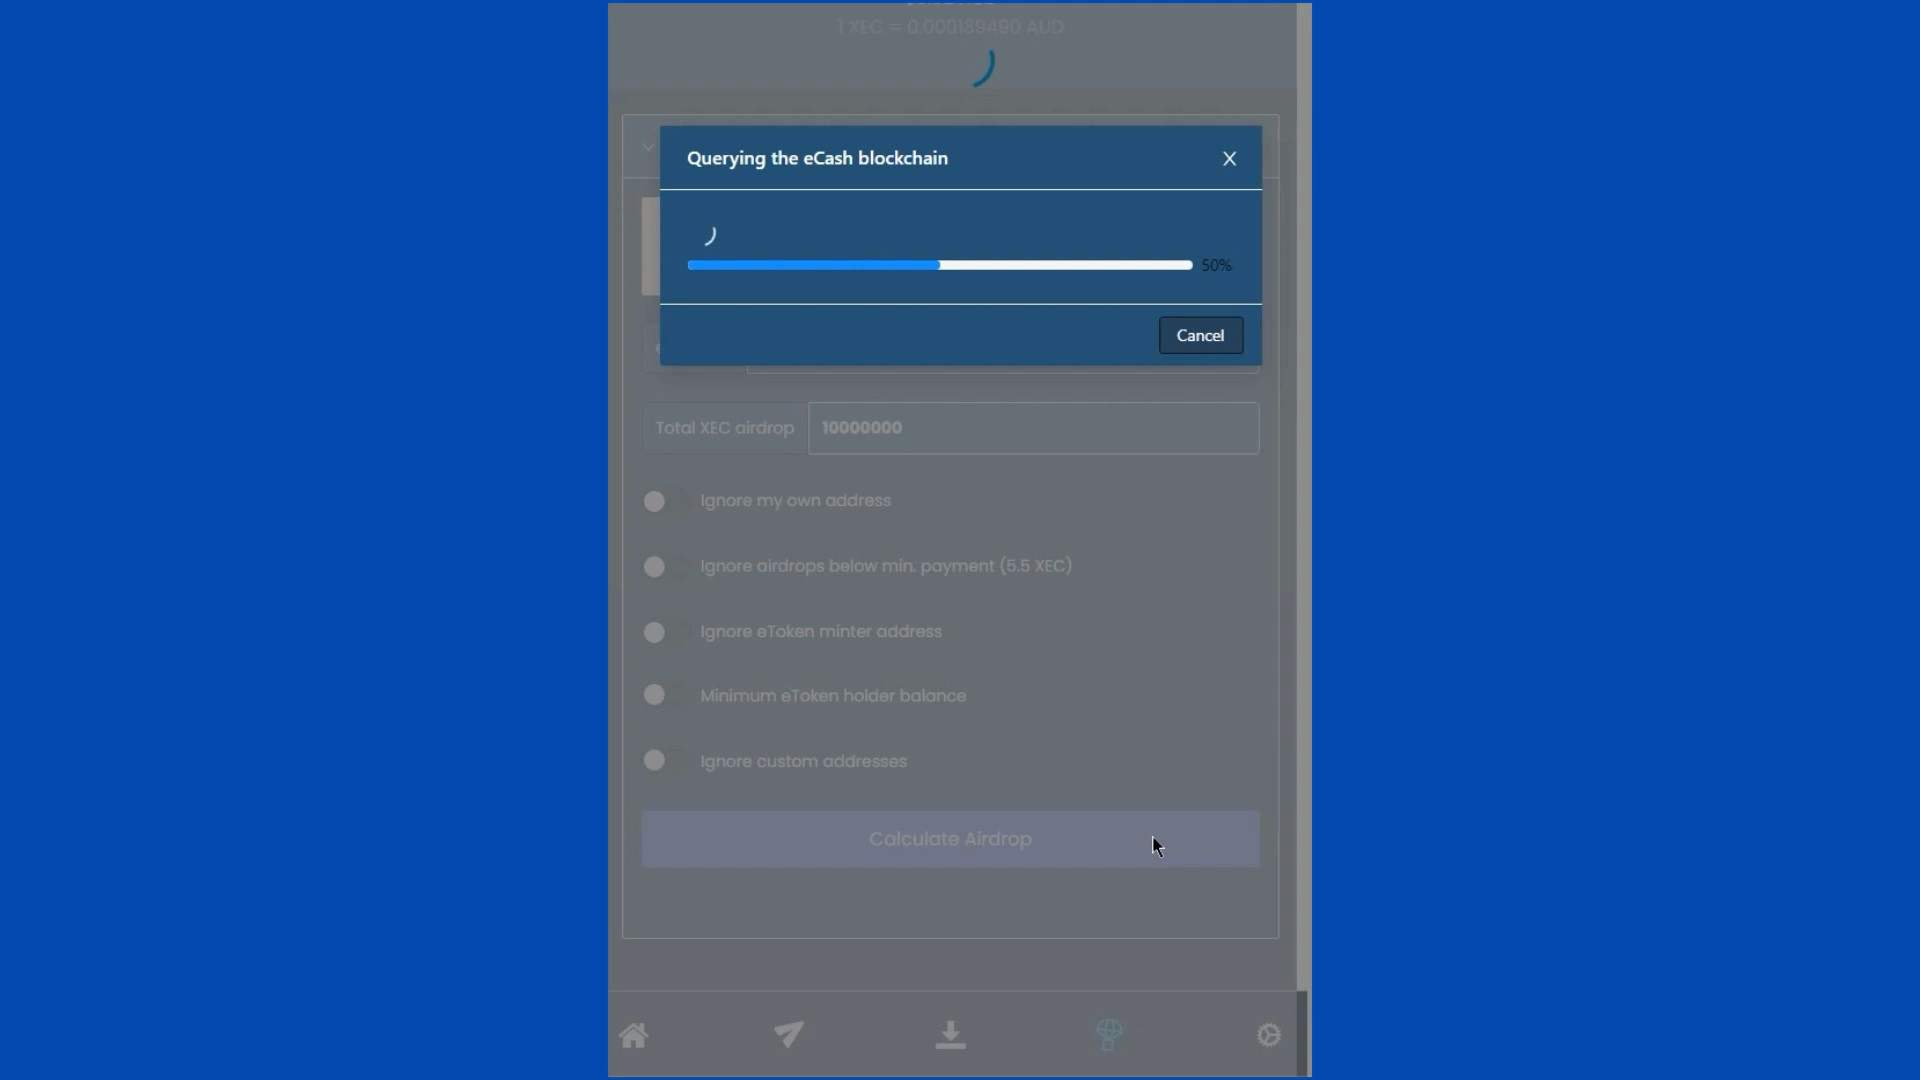 1 XEC = 0.000189490 AUD
Querying the eCash blockchain
X
50%
Cancel
Total XEC airdrop
10000000
Ignore my own address
Ignore airdrops below min. payment (5.5 XEC)
Ignore eToken minter address
Minimum eToken holder balance
Ignore custom addresses
Calculate Airdrop